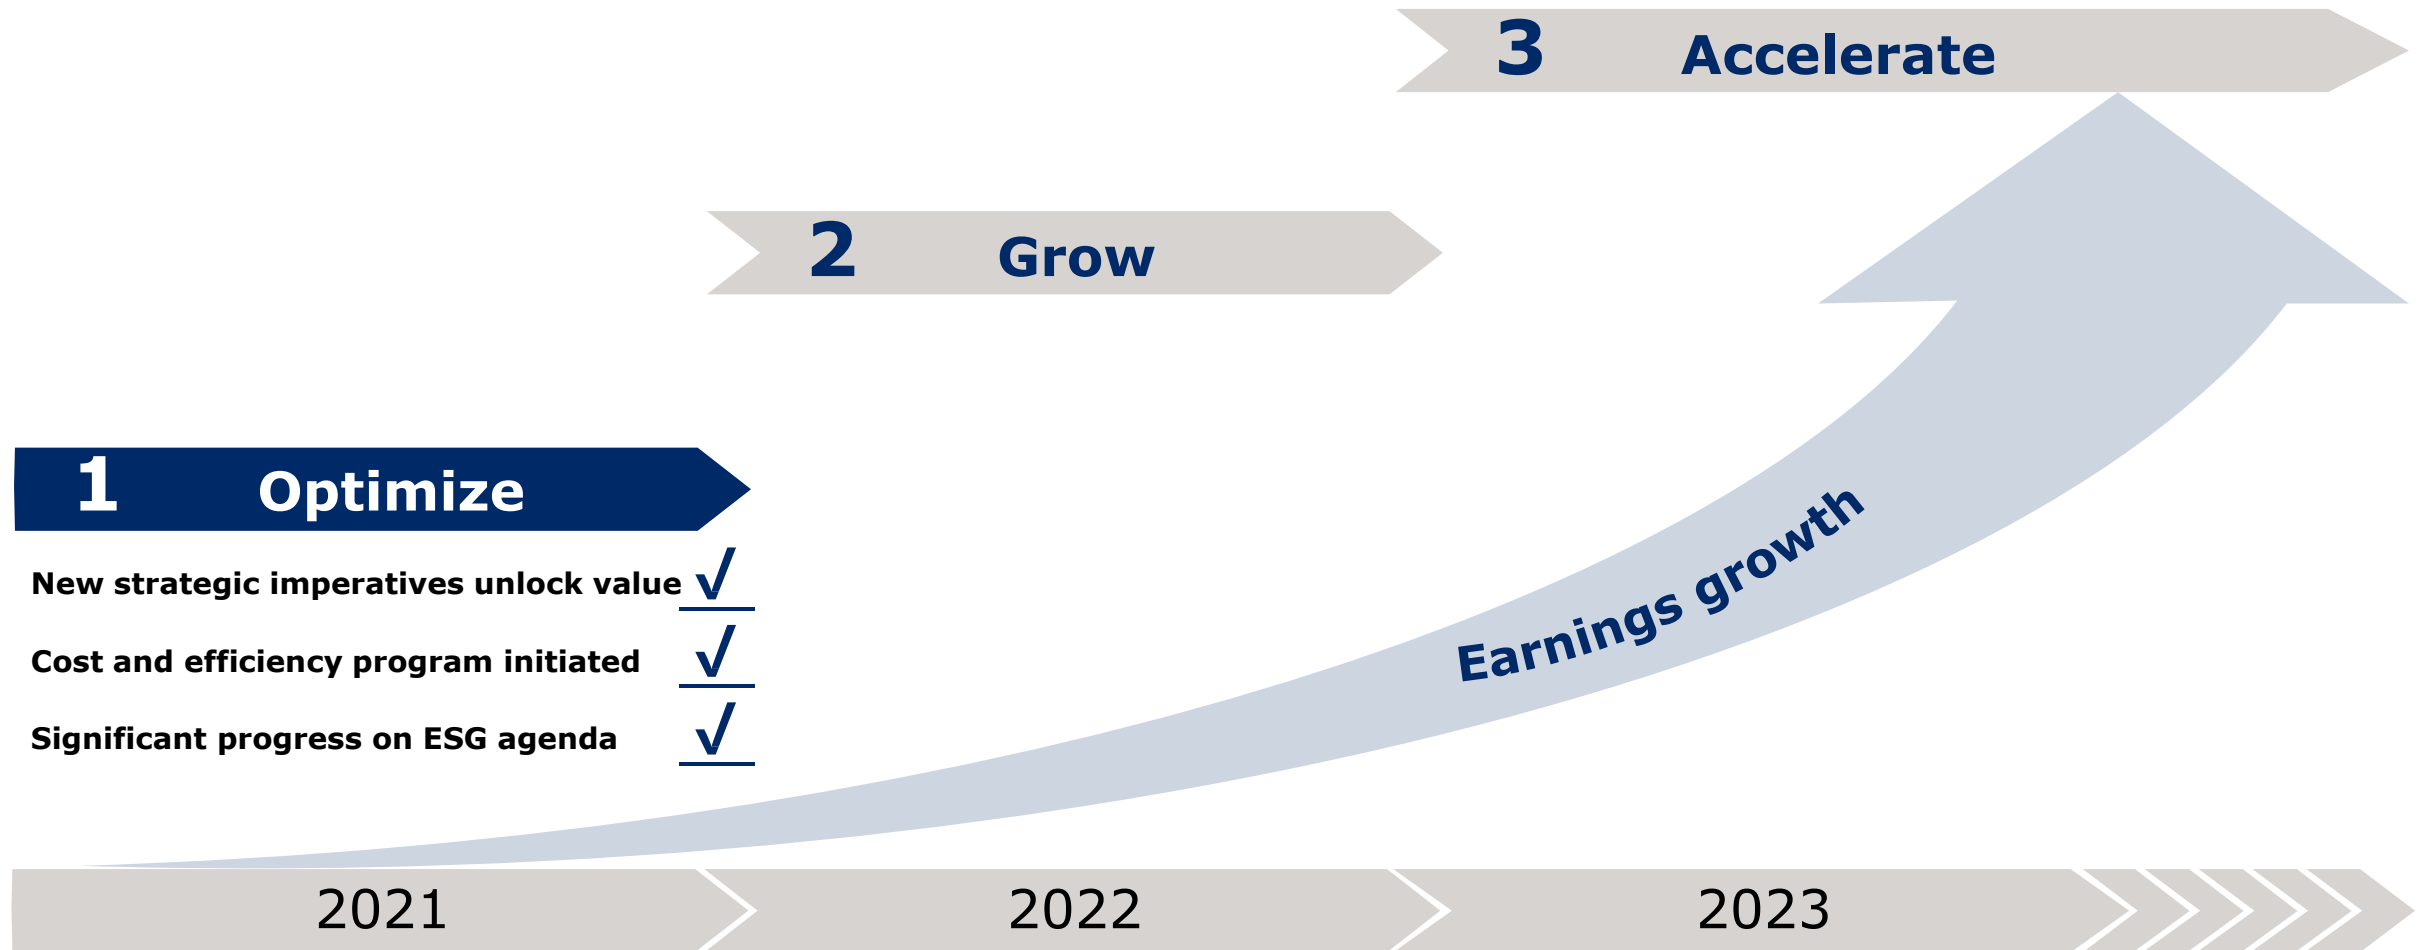 3 Accelerate
2 Grow
1 Optimize
New strategic imperatives unlock value √
Cost and efficiency program initiated √
Significant progress on ESG agenda √
Earnings growth
2021 2022 2023